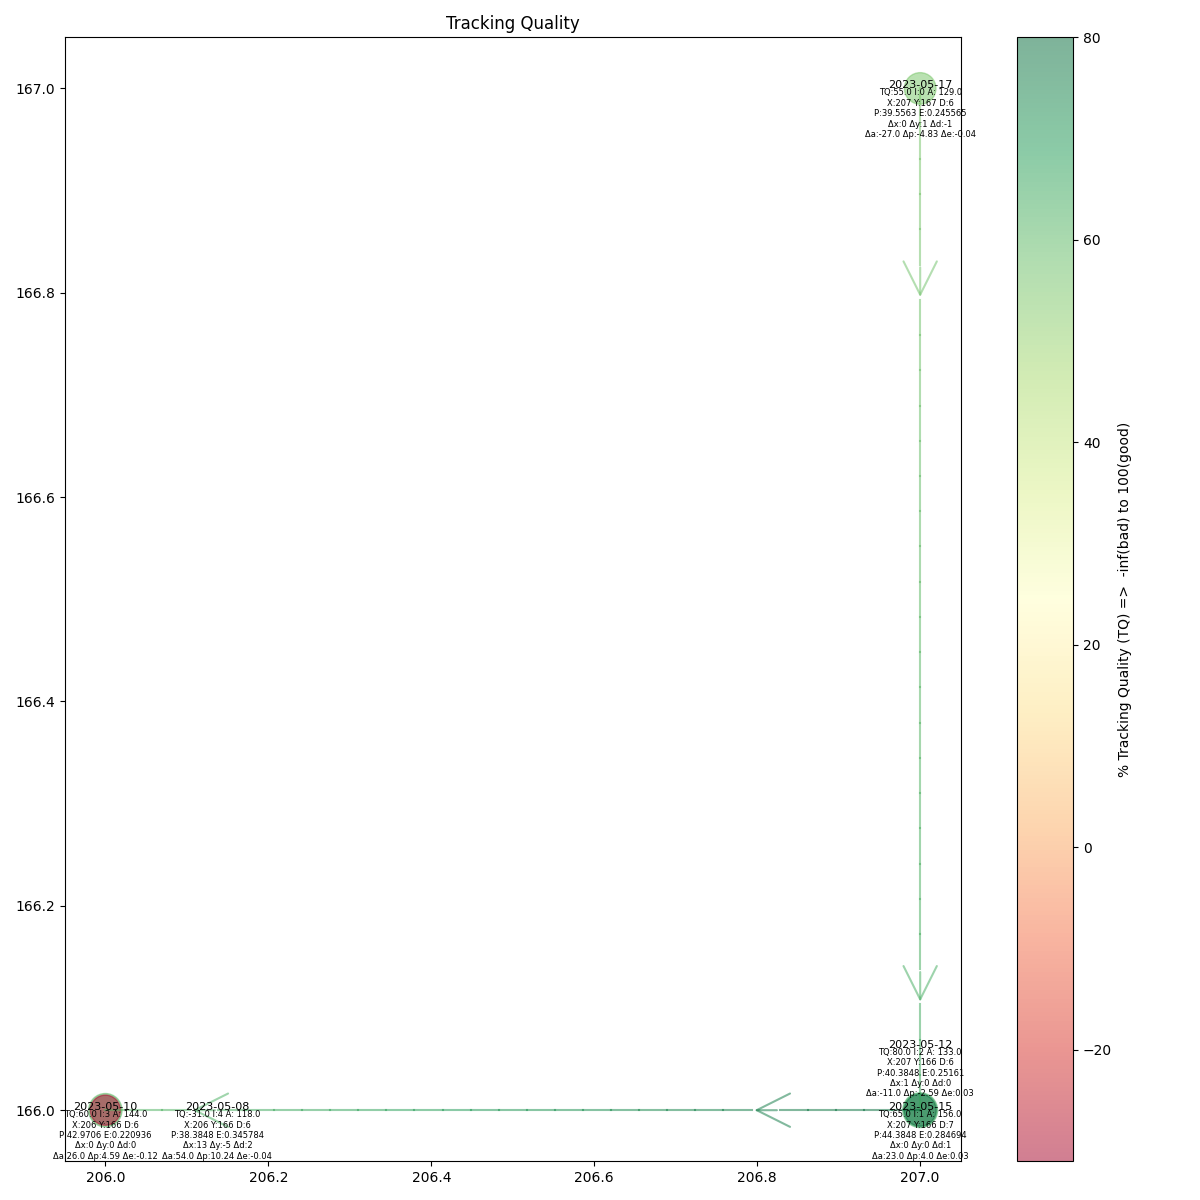 Tracking Quality
167.0
166.8
166.6
166.4
166.2
166.0
206.0
206.2
206.4
206.6
206.8
207.0
2023-05-17
TQ:55.0 I:0 A: 129.0
X:207 Y:167 D:6
P:39.5563 E:0.245565
Δx:0 Δy:1 Δd:-1
Δa:-27.0 Δp:-4.83 Δe:-0.04
2023-05-12
TQ:80.0 I:2 A: 133.0
X:207 Y:166 D:6
P:40.3848 E:0.25161
Δx:1 Δy:0 Δd:0
Δa:-11.0 Δp:-2.59 Δe:0.03
2023-05-15
TQ:65.0 I:1 A: 156.0
X:207 Y:166 D:7
P:44.3848 E:0.284694
Δx:0 Δy:0 Δd:1
Δa:23.0 Δp:4.0 Δe:0.03
2023-05-10
TQ:60.0 I:3 A: 144.0
X:206 Y:166 D:6
P:42.9706 E:0.220936
Δx:0 Δy:0 Δd:0
Δa:26.0 Δp:4.59 Δe:-0.12
2023-05-08
TQ:-31.0 I:4 A: 118.0
X:206 Y:166 D:6
P:38.3848 E:0.345784
Δx:13 Δy:-5 Δd:2
Δa:54.0 Δp:10.24 Δe:-0.04
80
60
40
20
0
−20
% Tracking Quality (TQ) => -inf(bad) to 100(good)